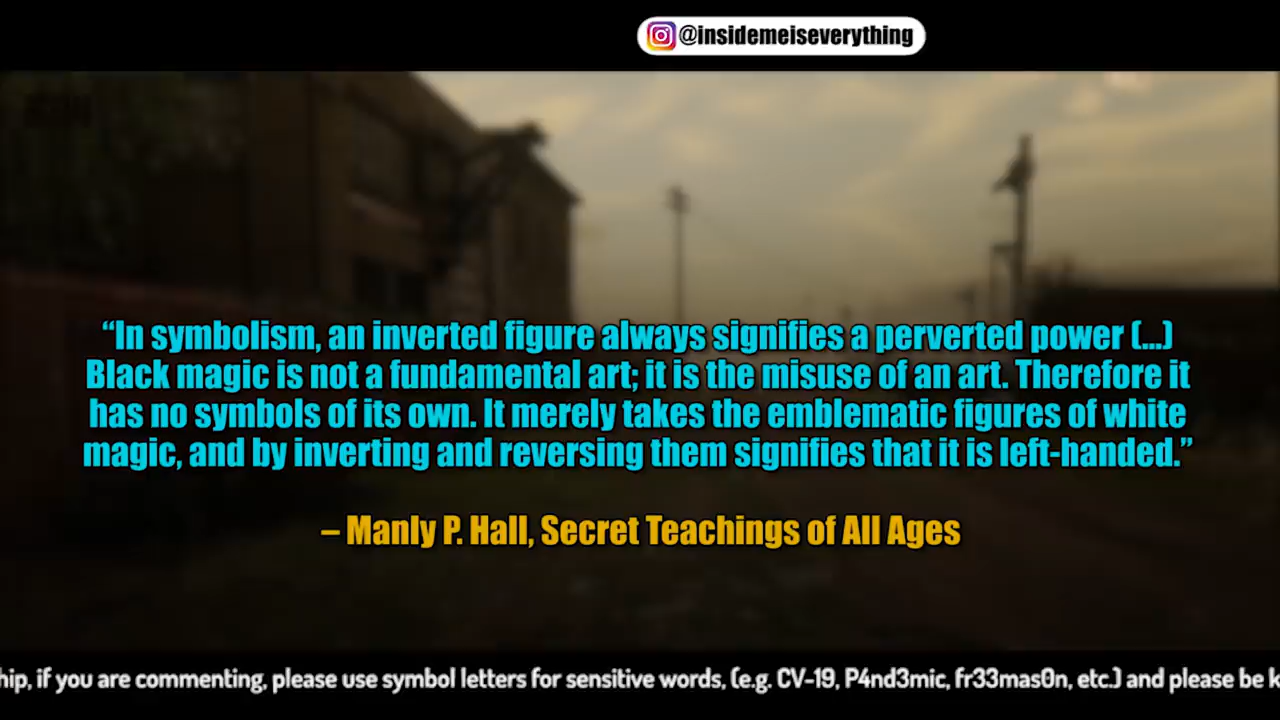 @insidemeiseverything
“In symbolism, an inverted figure always signifies a perverted power (...)
Black magic is not a fundamental art; it is the misuse of an art. Therefore it
has no symbols of its own. It merely takes the emblematic figures of white
magic, and by inverting and reversing them signifies that it is left-handed.”
– Manly P. Hall, Secret Teachings of All Ages
hip, if you are commenting, please use symbol letters for sensitive words, (e.g. CV-19, P4nd3mic, fr33mas0n, etc.) and please be k